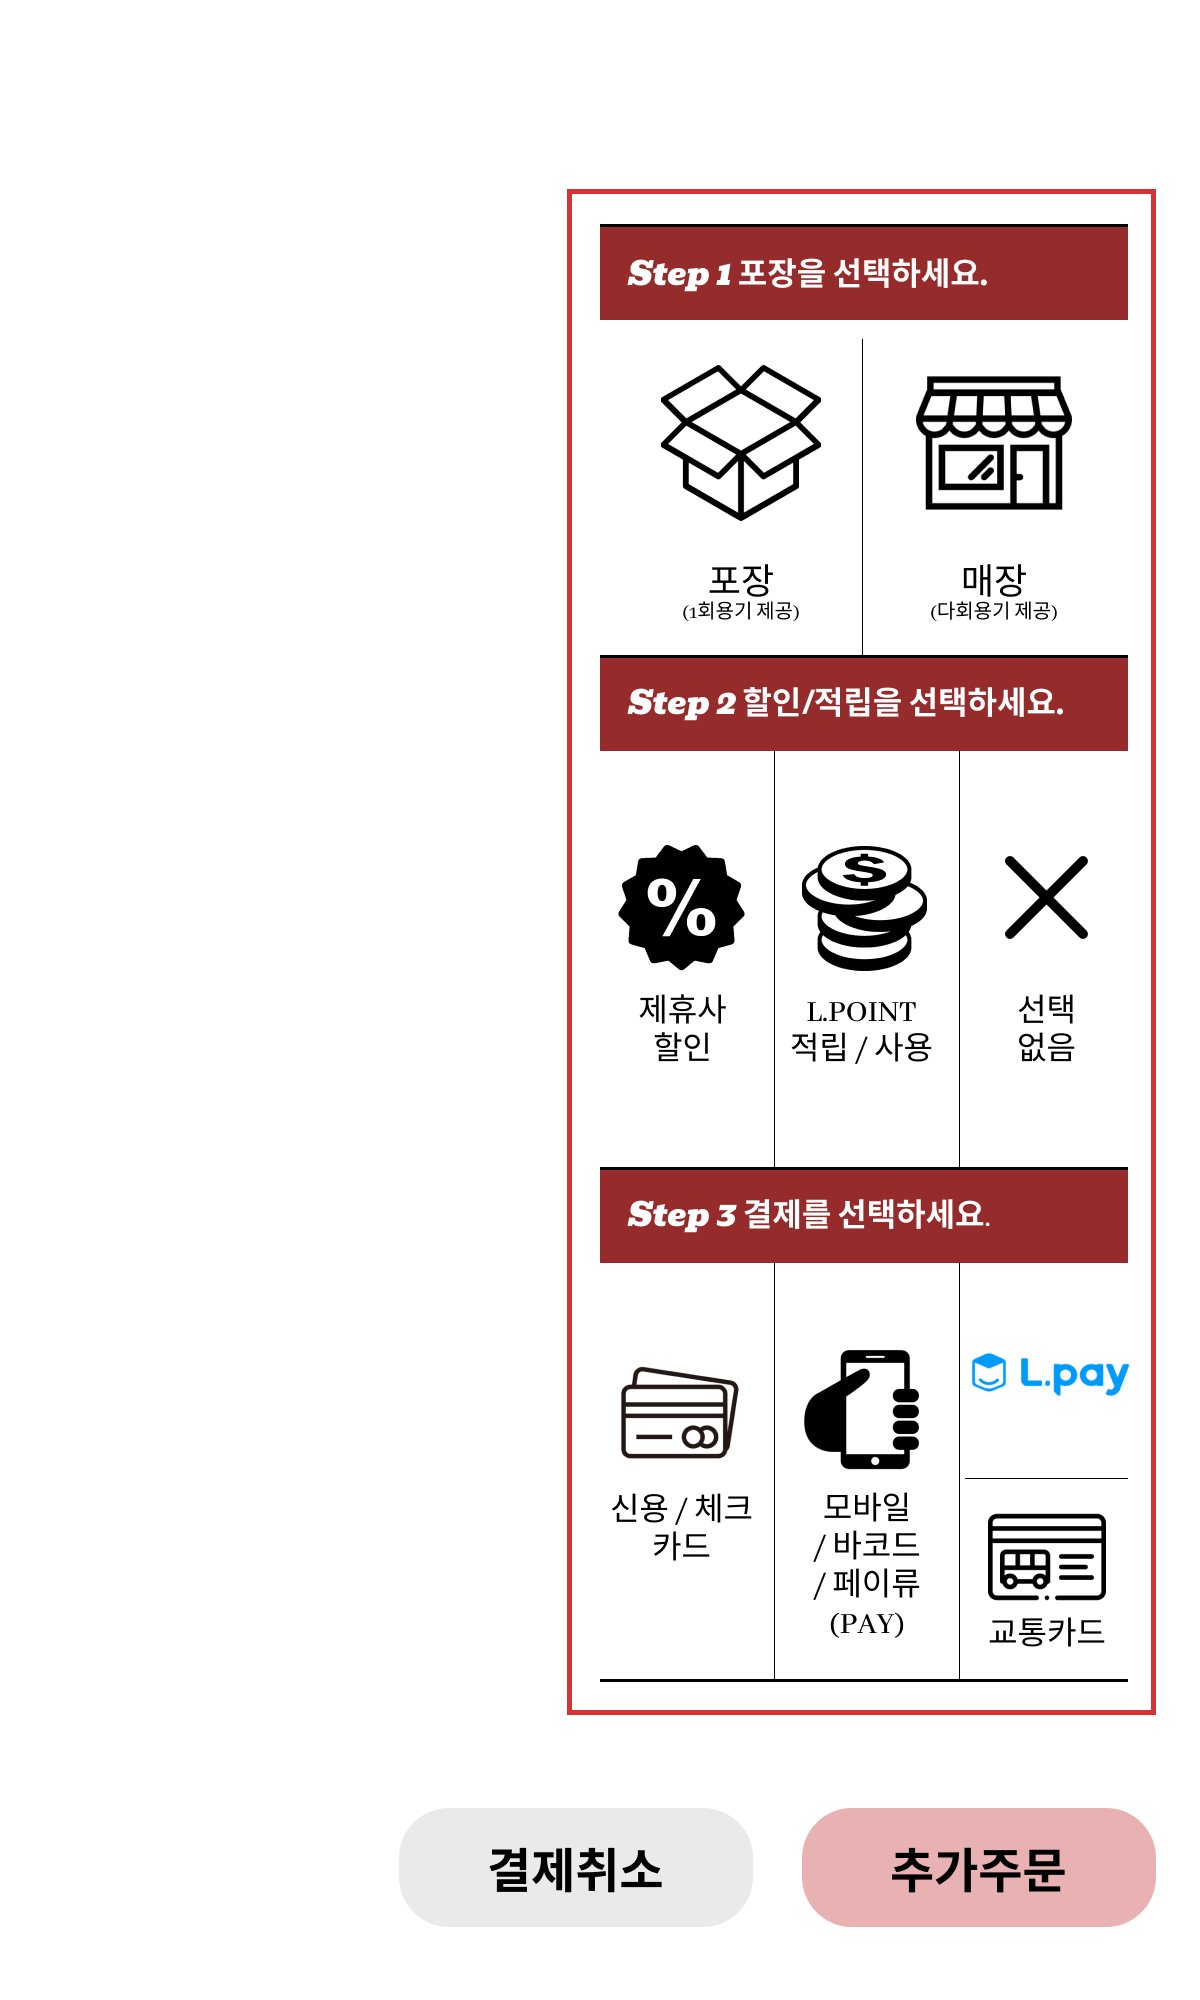 Step 1 포장을 선택하세요.
포장
(1회용기 제공)
매장
(다회용기 제공)
Step 2 할인/적립을 선택하세요.
%
제휴사
할인
$
L.POINT
적립 / 사용
선택
없음
Step 3 결제를 선택하세요.
신용 / 체크
카드
모바일
/ 바코드
/ 페이류
(PAY)
L.pay
교통카드
결제취소
추가주문